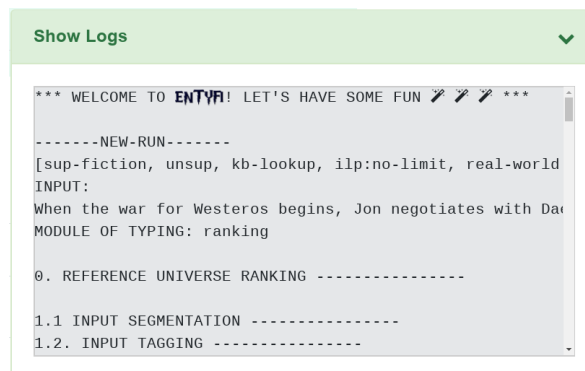 Show Logs
*** WELCOME TO ENTYFI! LET'S HAVE SOME FUN 🪄 🪄 🪄 ***
-------NEW-RUN-------
[sup-fiction, unsup, kb-lookup, ilp:no-limit, real-world
INPUT:
When the war for Westeros begins, Jon negotiates with Dae
MODULE OF TYPING: ranking
0. REFERENCE UNIVERSE RANKING ----------------
1.1 INPUT SEGMENTATION ----------------
1.2. INPUT TAGGING ----------------